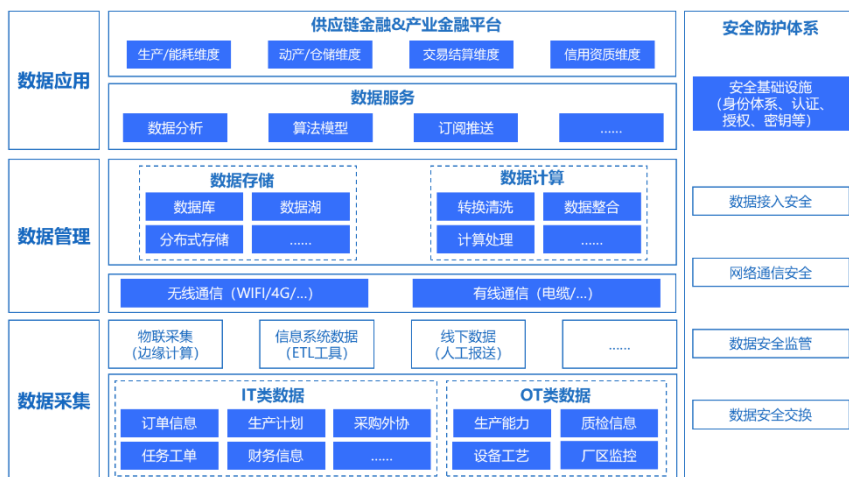 供应链金融&产业金融平台
生产/能耗维度
动产/仓储维度
交易结算维度
信用资质维度
数据应用
数据服务
数据分析
算法模型
订阅推送
......
数据管理
数据存储
数据库
数据湖
分布式存储
......
数据计算
转换清洗
数据整合
计算处理
......
无线通信（WIFI/4G/...）
有线通信（电缆/...）
数据采集
物联采集
（边缘计算）
信息系统数据
（ETL工具）
线下数据
（人工报送）
......
IT类数据
订单信息
生产计划
采购外协
任务工单
财务信息
......
OT类数据
生产能力
质检信息
设备工艺
厂区监控
安全防护体系
安全基础设施
（身份体系、认证、
授权、密钥等）
数据接入安全
网络通信安全
数据安全监管
数据安全交换